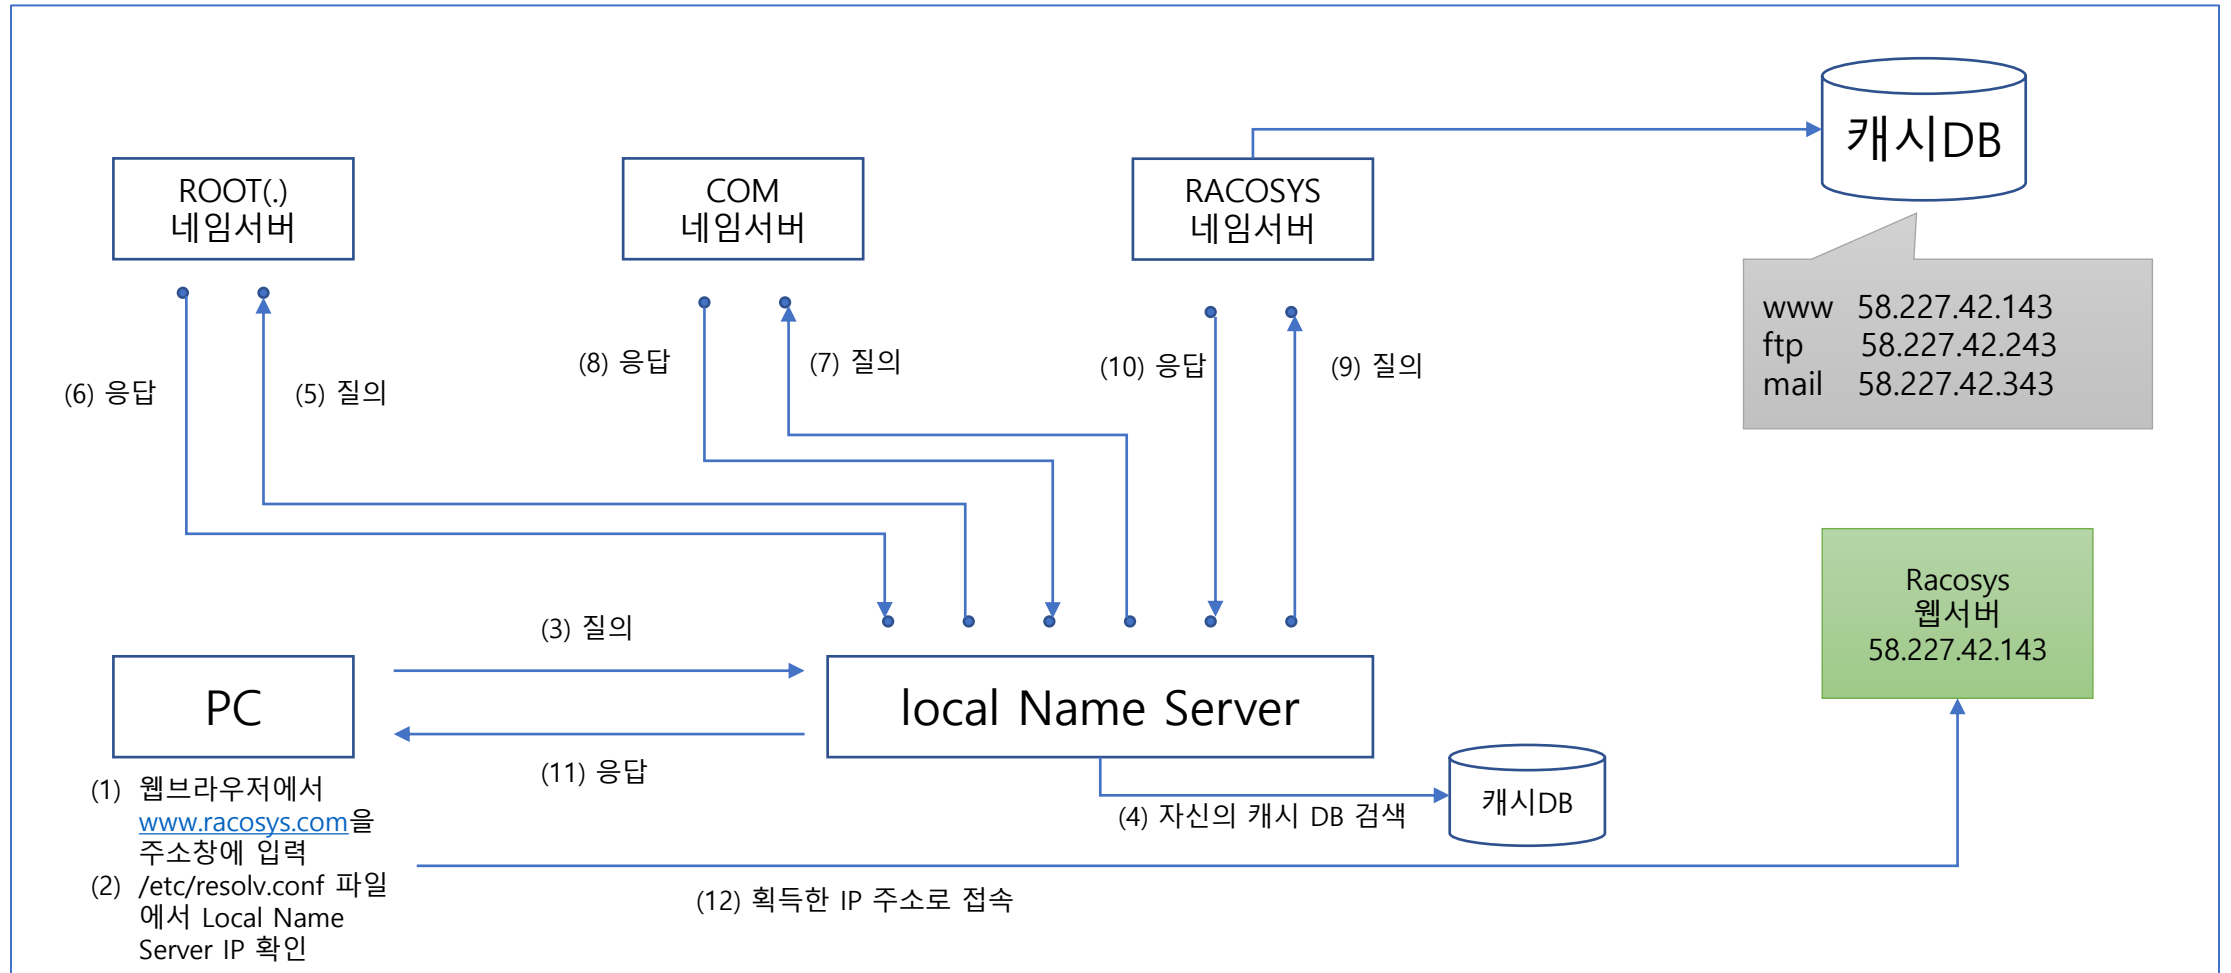 캐시DB
ROOT(.)
네임서버
COM
네임서버
RACOSYS
네임서버
www 58.227.42.143
ftp 58.227.42.243
mail 58.227.42.343
(6) 응답
(5) 질의
(8) 응답
(7) 질의
(10) 응답
(9) 질의
Racosys
웹서버
58.227.42.143
(3) 질의
PC
local Name Server
(11) 응답
(4) 자신의 캐시 DB 검색
캐시DB
(1) 웹브라우저에서
www.racosys.com을
주소창에 입력
(2) /etc/resolv.conf 파일
에서 Local Name
Server IP 확인
(12) 획득한 IP 주소로 접속